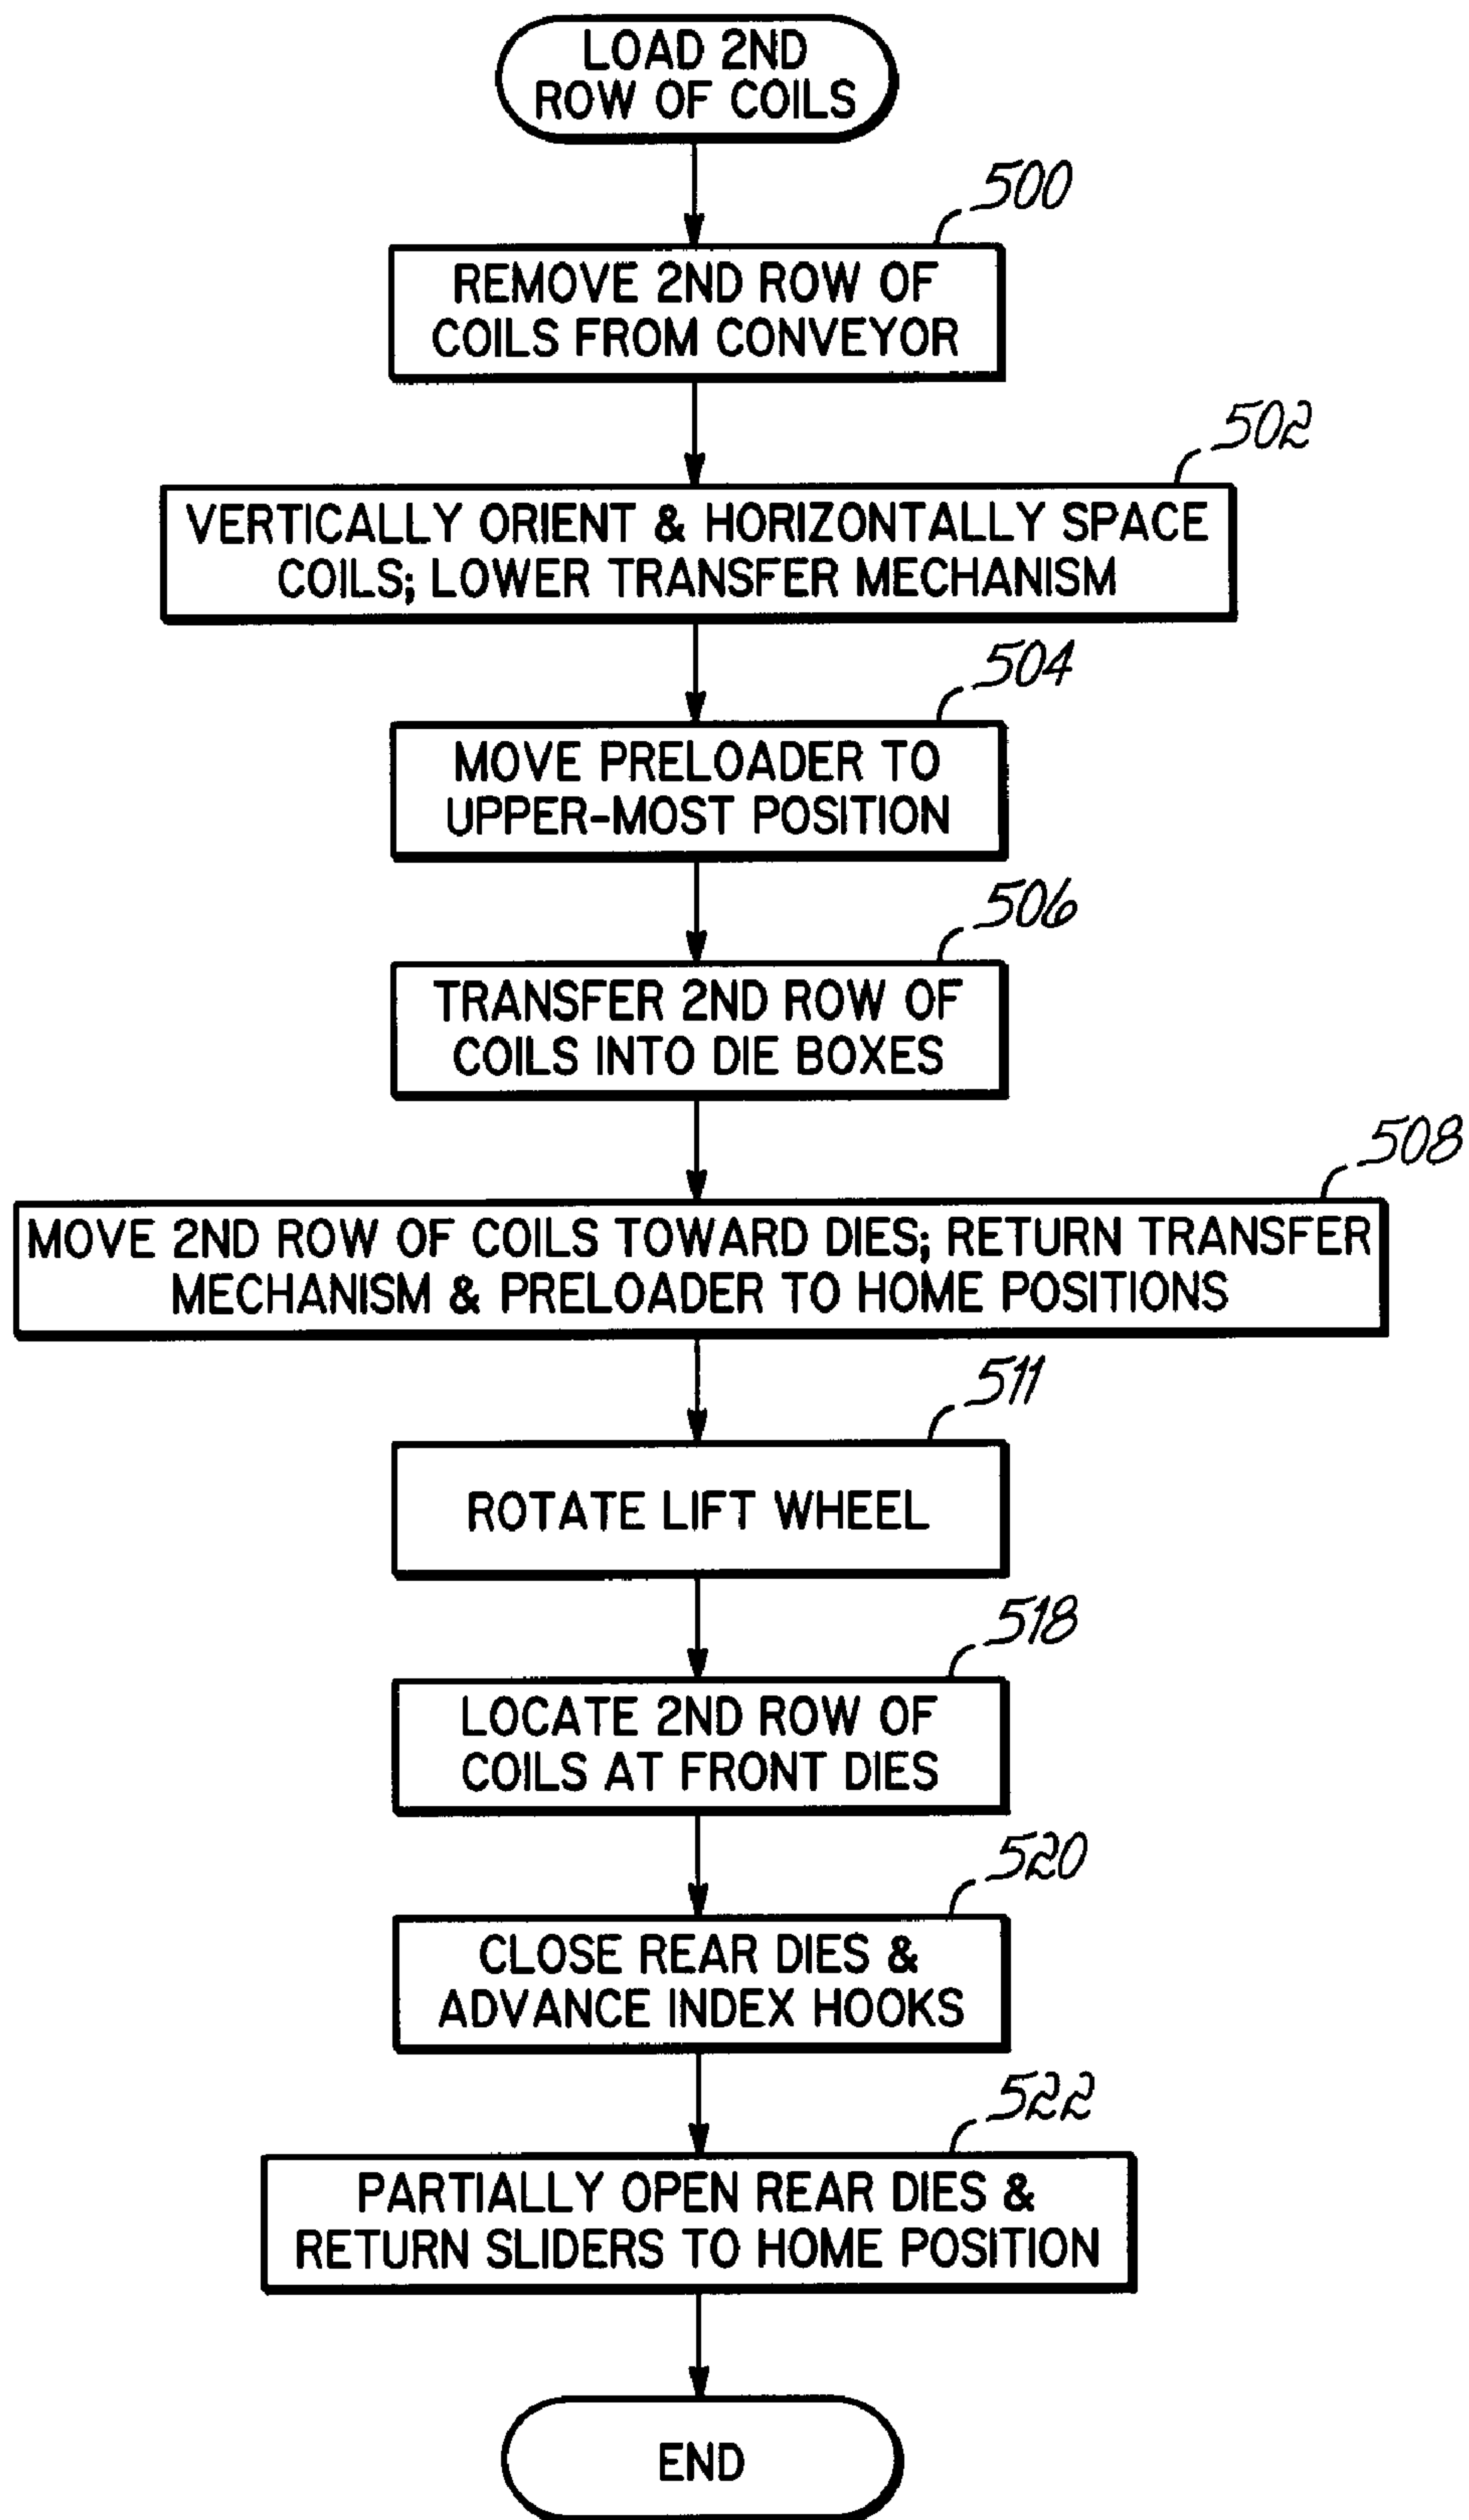 LOAD 2ND
ROW OF COILS
500
REMOVE 2ND ROW OF
COILS FROM CONVEYOR
502
VERTICALLY ORIENT & HORIZONTALLY SPACE
COILS; LOWER TRANSFER MECHANISM
504
MOVE PRELOADER TO
UPPER-MOST POSITION
506
TRANSFER 2ND ROW OF
COILS INTO DIE BOXES
508
MOVE 2ND ROW OF COILS TOWARD DIES; RETURN TRANSFER
MECHANISM & PRELOADER TO HOME POSITIONS
511
ROTATE LIFT WHEEL
518
LOCATE 2ND ROW OF
COILS AT FRONT DIES
520
CLOSE REAR DIES &
ADVANCE INDEX HOOKS
522
PARTIALLY OPEN REAR DIES &
RETURN SLIDERS TO HOME POSITION
END